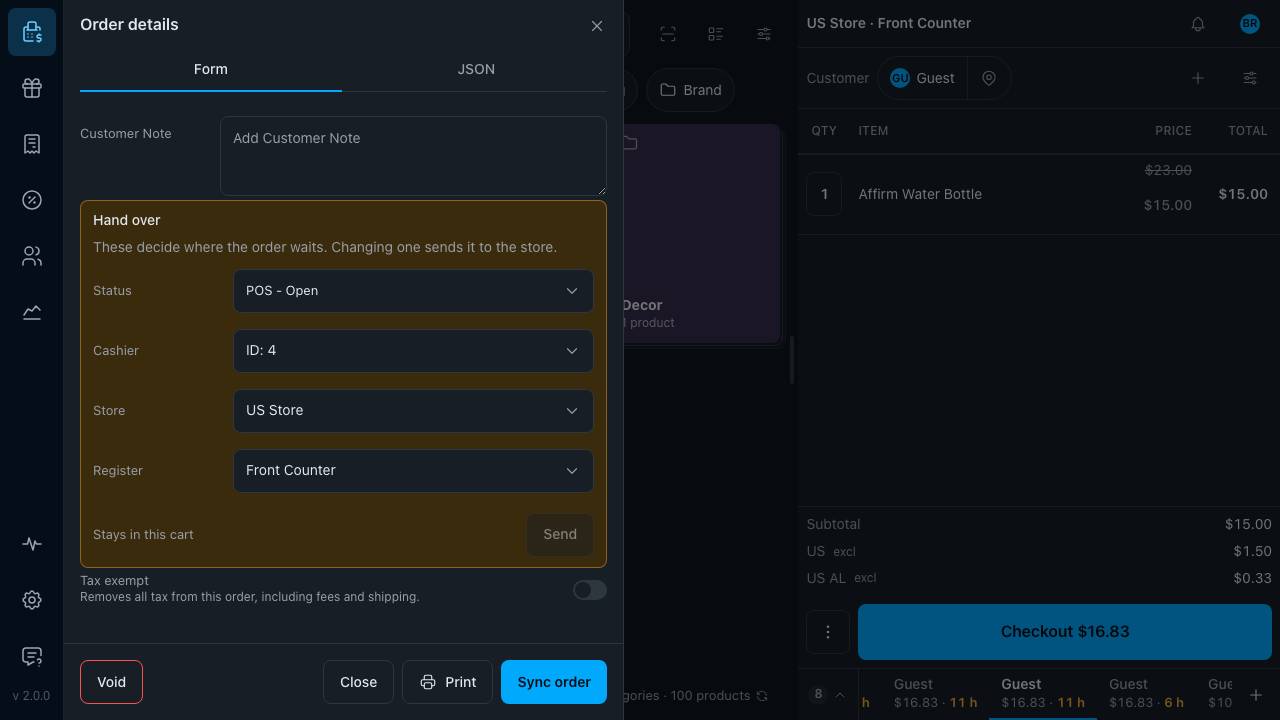 Order details
Form
JSON
Customer Note
Add Customer Note
Hand over
These decide where the order waits. Changing one sends it to the store.
Status
POS - Open
Cashier
ID: 4
Store
US Store
Register
Front Counter
Stays in this cart
Send
Tax exempt
Removes all tax from this order, including fees and shipping.
Void
Close
Print
Sync order
v 2.0.0
Brand
Decor
1 product
gories · 100 products
US Store · Front Counter
BR
Customer
GU
Guest
QTY
ITEM
PRICE
TOTAL
1
Affirm Water Bottle
$23.00
$15.00
$15.00
Subtotal
$15.00
US excl
$1.50
US AL excl
$0.33
Checkout $16.83
8
h
Guest
$16.83 · 11 h
Guest
$16.83 · 11 h
Guest
$16.83 · 6 h
Gue
$10